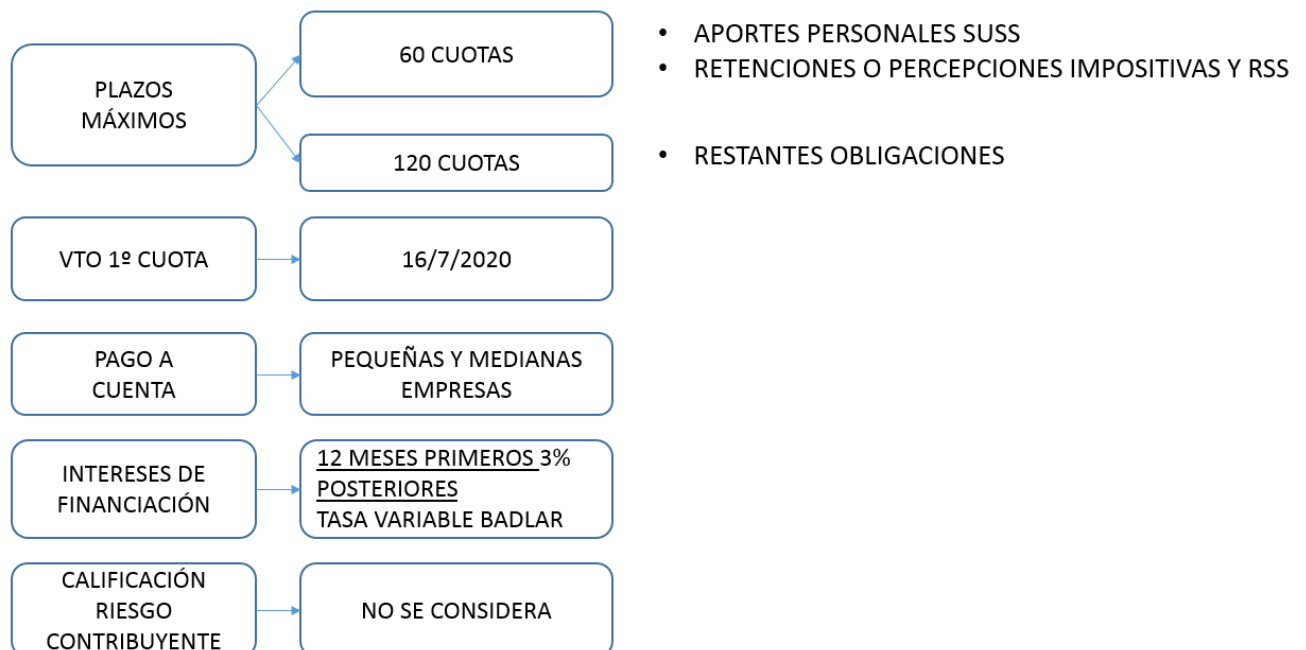 PLAZOS
MÁXIMOS
60 CUOTAS
• APORTES PERSONALES SUSS
• RETENCIONES O PERCEPCIONES IMPOSITIVAS Y RSS
120 CUOTAS
• RESTANTES OBLIGACIONES
VTO 1º CUOTA
16/7/2020
PAGO A
CUENTA
PEQUEÑAS Y MEDIANAS
EMPRESAS
INTERESES DE
FINANCIACIÓN
12 MESES PRIMEROS 3%
POSTERIORES
TASA VARIABLE BADLAR
CALIFICACIÓN
RIESGO
CONTRIBUYENTE
NO SE CONSIDERA